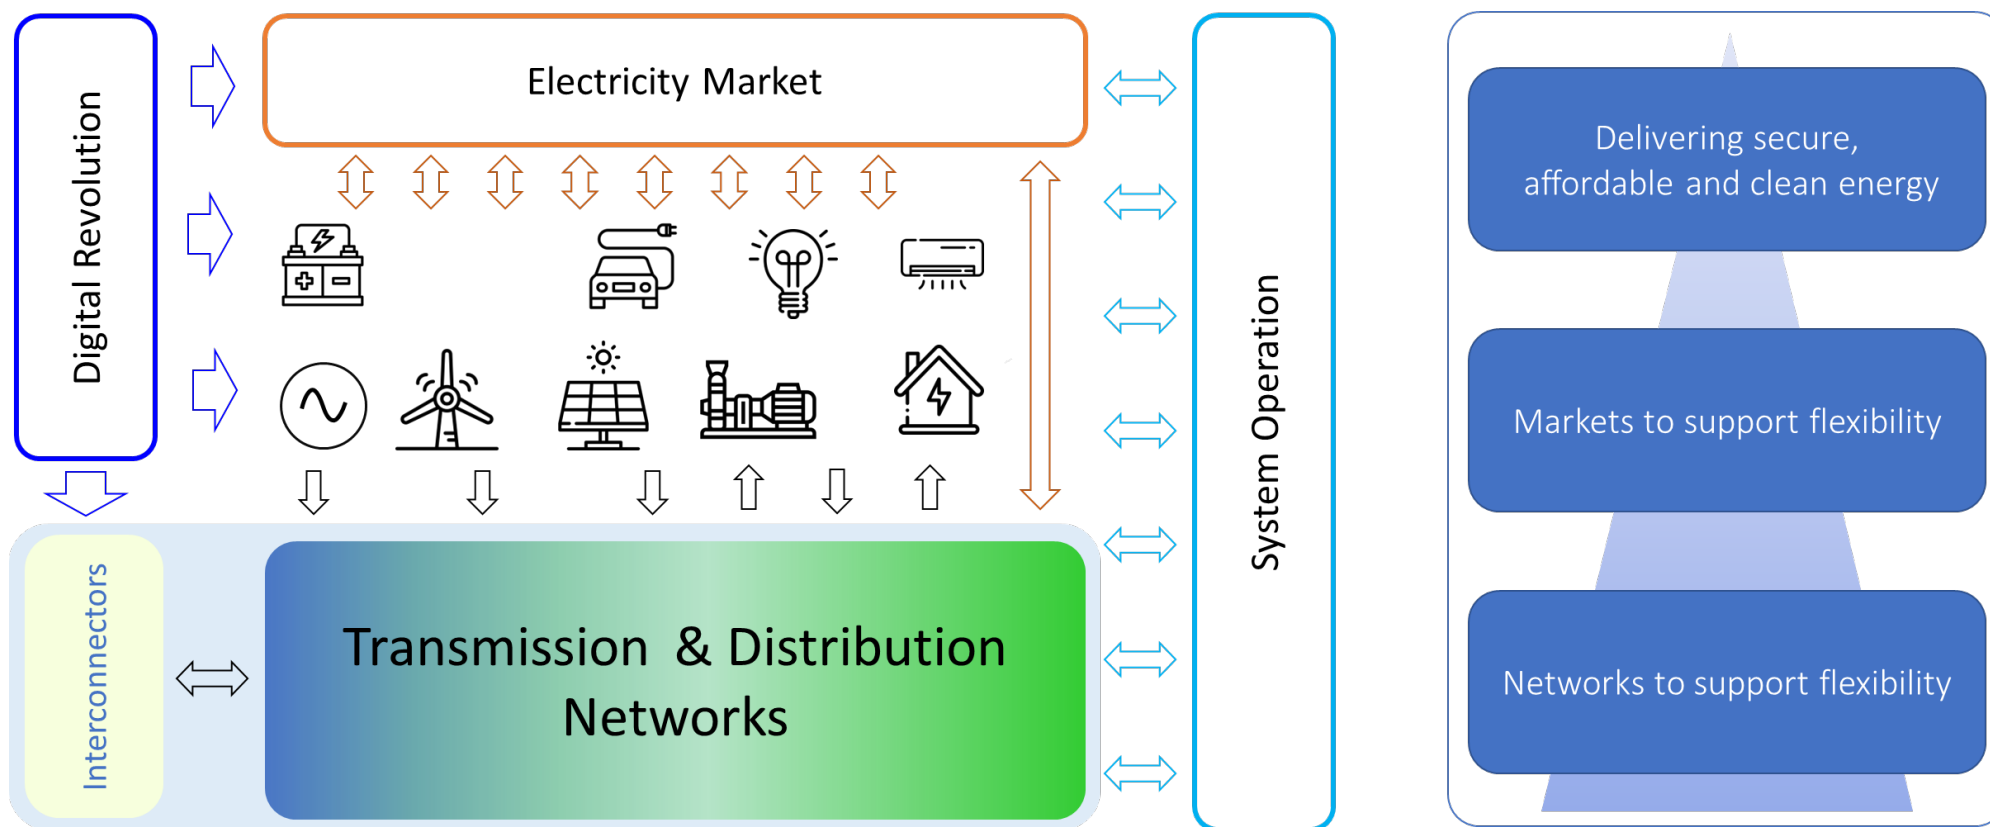 Digital Revolution
Electricity Market
System Operation
Interconnectors
Transmission & Distribution
Networks
Delivering secure,
affordable and clean energy
Markets to support flexibility
Networks to support flexibility